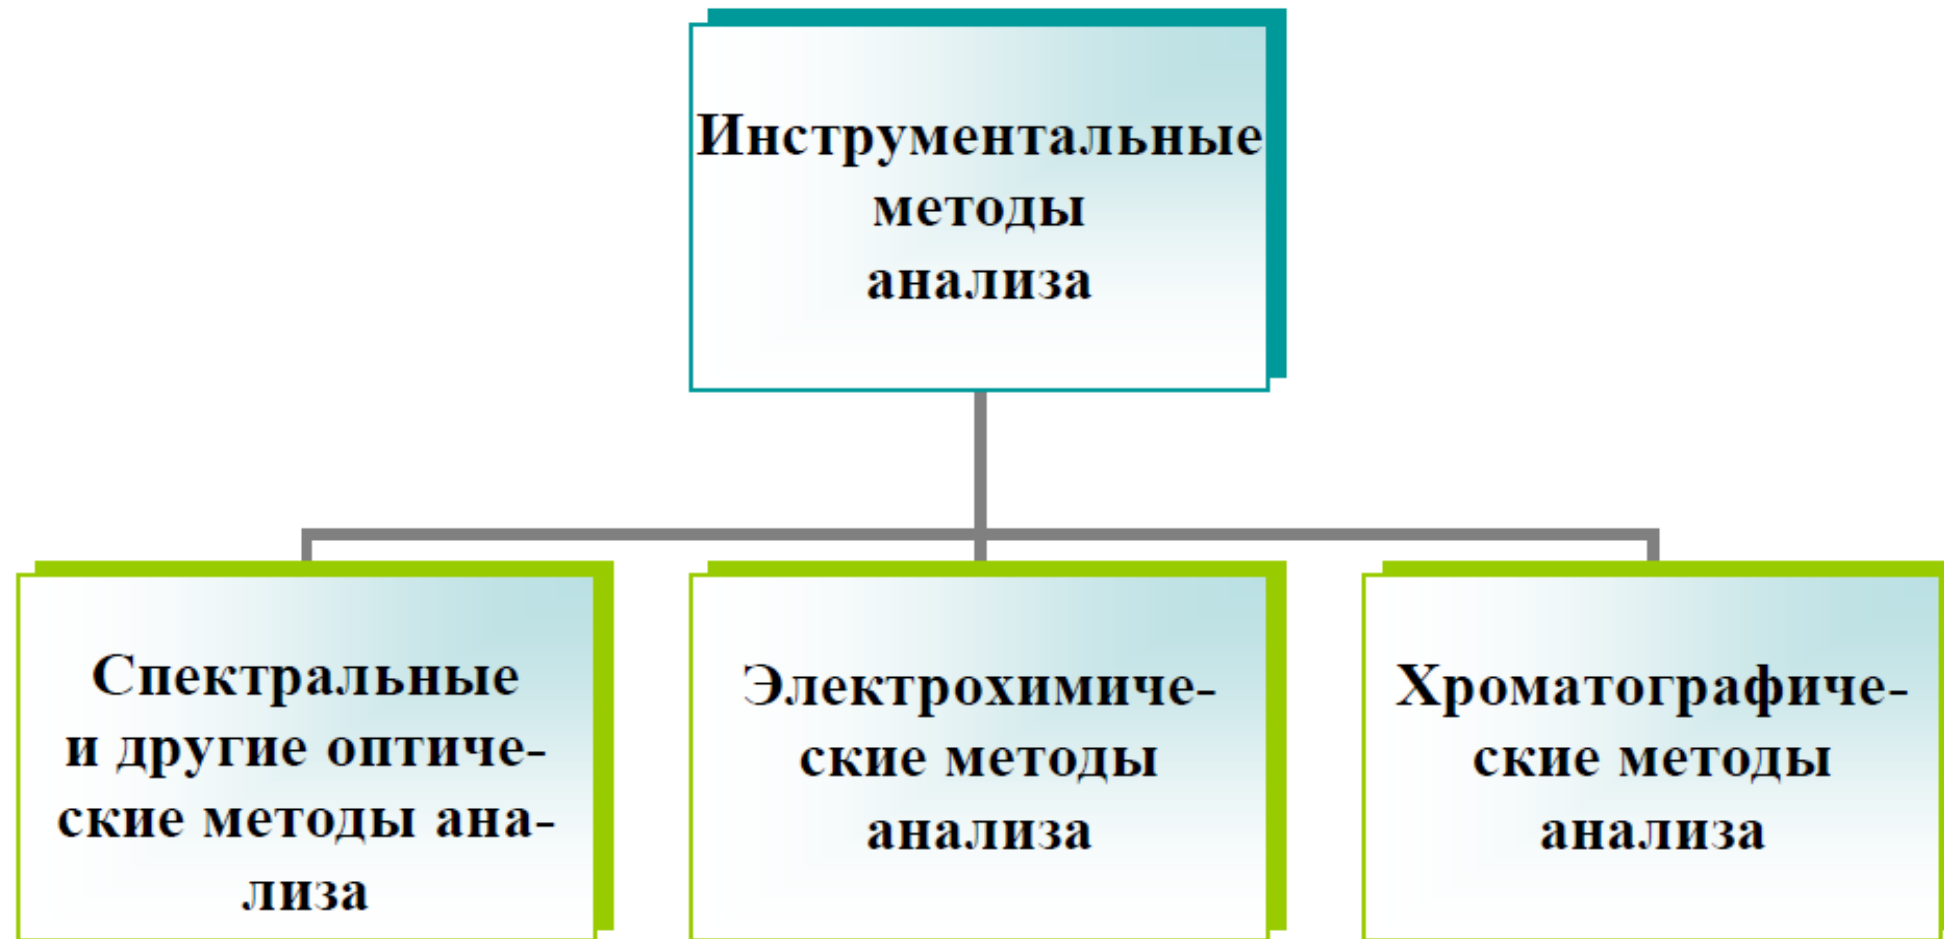 Инструментальные
методы
анализа
Спектральные
и другие оптиче-
ские методы ана-
лиза
Электрохимиче-
ские методы
анализа
Хроматографиче-
ские методы
анализа